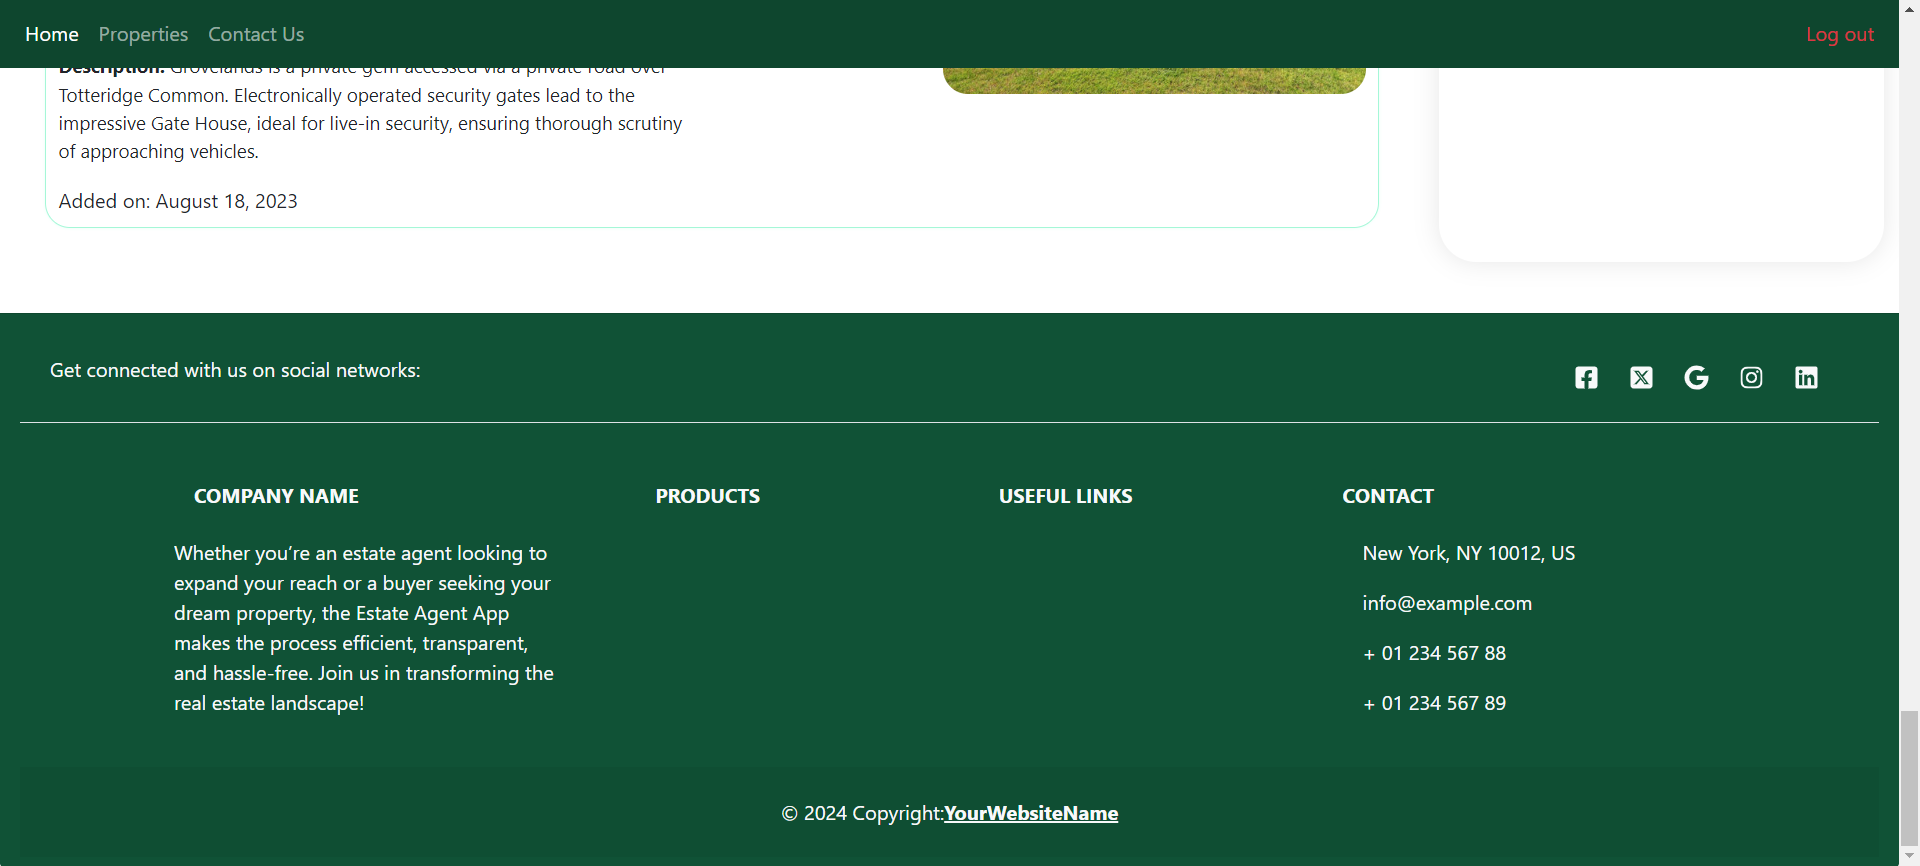 Home Properties Contact Us Log out
Description: Grovelands is a private gem accessed via a private road over
Totteridge Common. Electronically operated security gates lead to the
impressive Gate House, ideal for live-in security, ensuring thorough scrutiny
of approaching vehicles.
Added on: August 18, 2023
Get connected with us on social networks:
COMPANY NAME
Whether you’re an estate agent looking to
expand your reach or a buyer seeking your
dream property, the Estate Agent App
makes the process efficient, transparent,
and hassle-free. Join us in transforming the
real estate landscape!
PRODUCTS
USEFUL LINKS
CONTACT
New York, NY 10012, US
info@example.com
+ 01 234 567 88
+ 01 234 567 89
© 2024 Copyright:YourWebsiteName